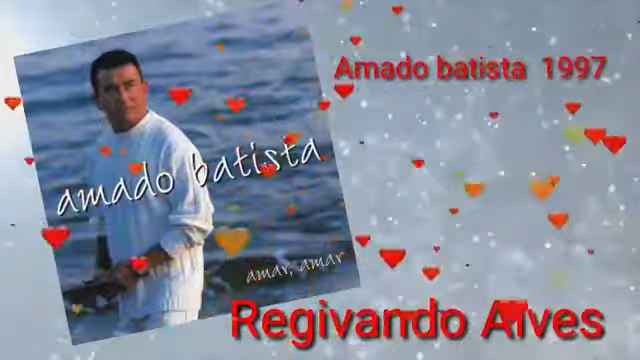 Amado batista 1997
amado batista
amar, amar
Regivando Alves